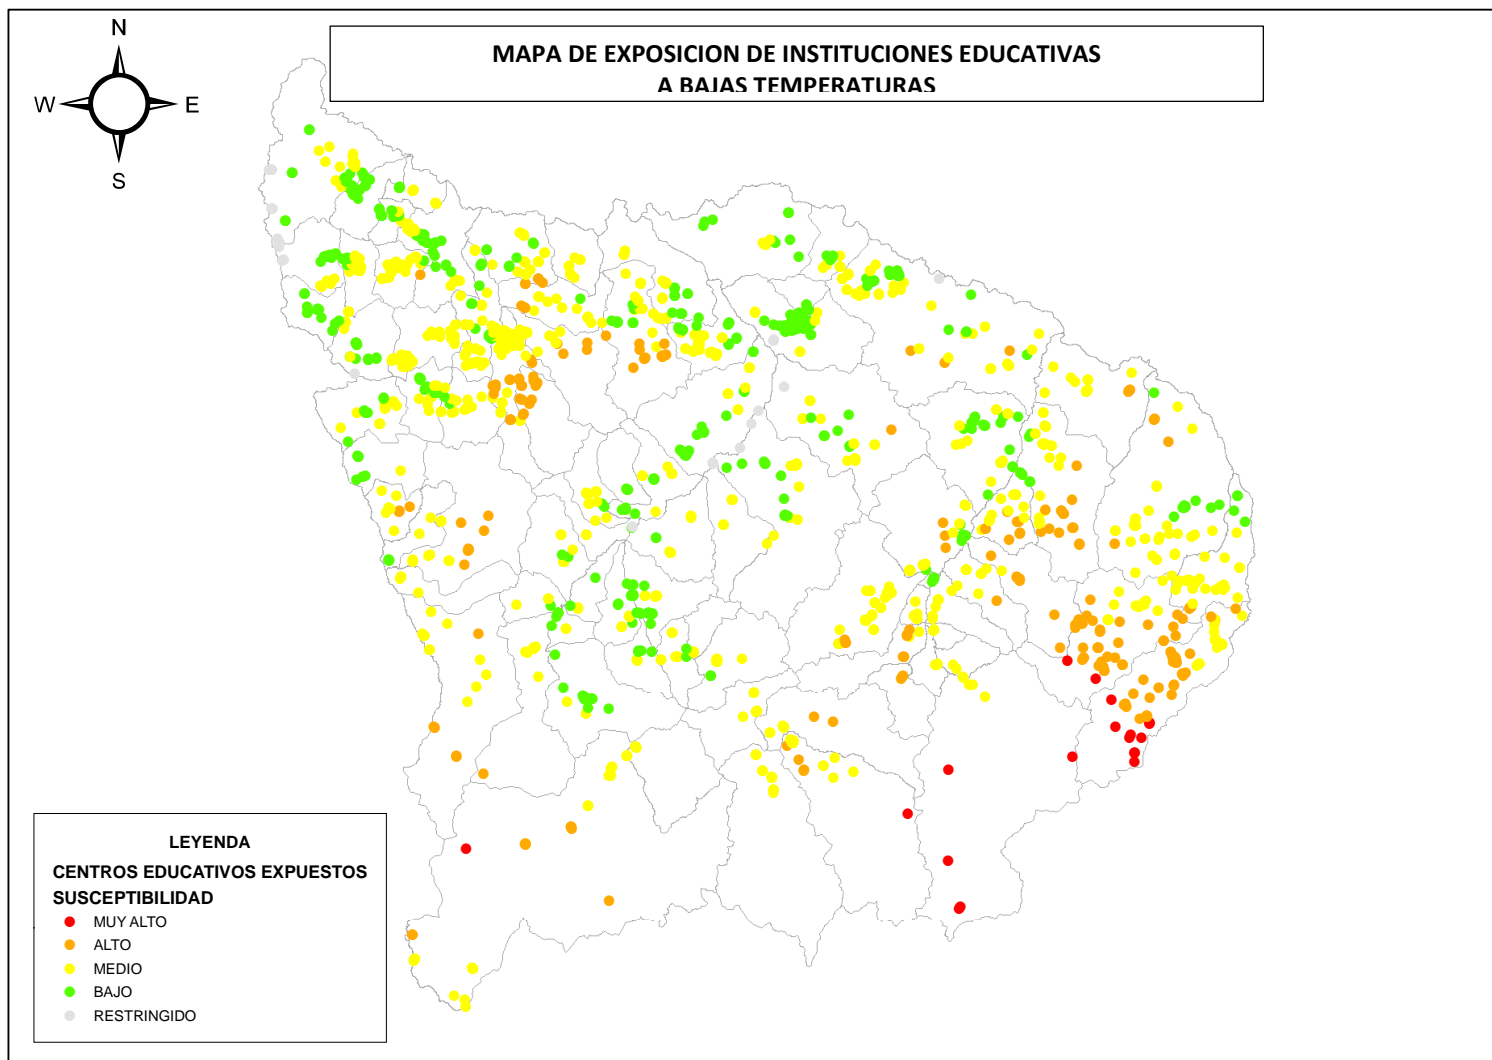 N
W
E
S
MAPA DE EXPOSICION DE INSTITUCIONES EDUCATIVAS
A BAJAS TEMPERATURAS
LEYENDA
CENTROS EDUCATIVOS EXPUESTOS
SUSCEPTIBILIDAD
MUY ALTO
ALTO
MEDIO
BAJO
RESTRINGIDO